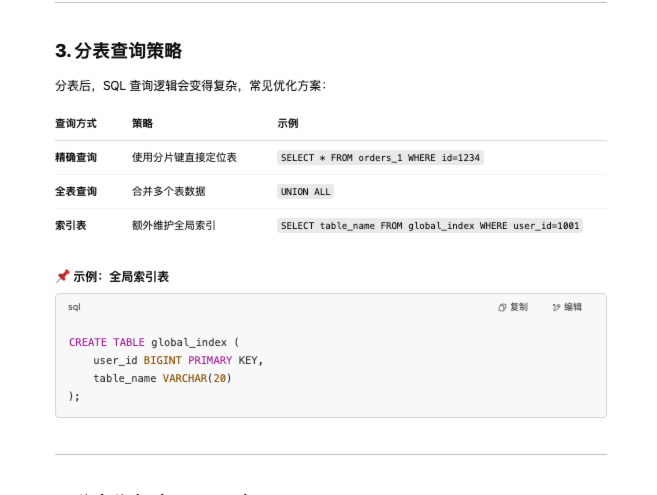 3. 分表查询策略
分表后，SQL 查询逻辑会变得复杂，常见优化方案：
查询方式 策略 示例
精确查询 使用分片键直接定位表 SELECT * FROM orders_1 WHERE id=1234
全表查询 合并多个表数据 UNION ALL
索引表 额外维护全局索引 SELECT table_name FROM global_index WHERE user_id=1001
📌 示例：全局索引表
sql 复制 编辑
CREATE TABLE global_index (
    user_id BIGINT PRIMARY KEY,
    table_name VARCHAR(20)
);